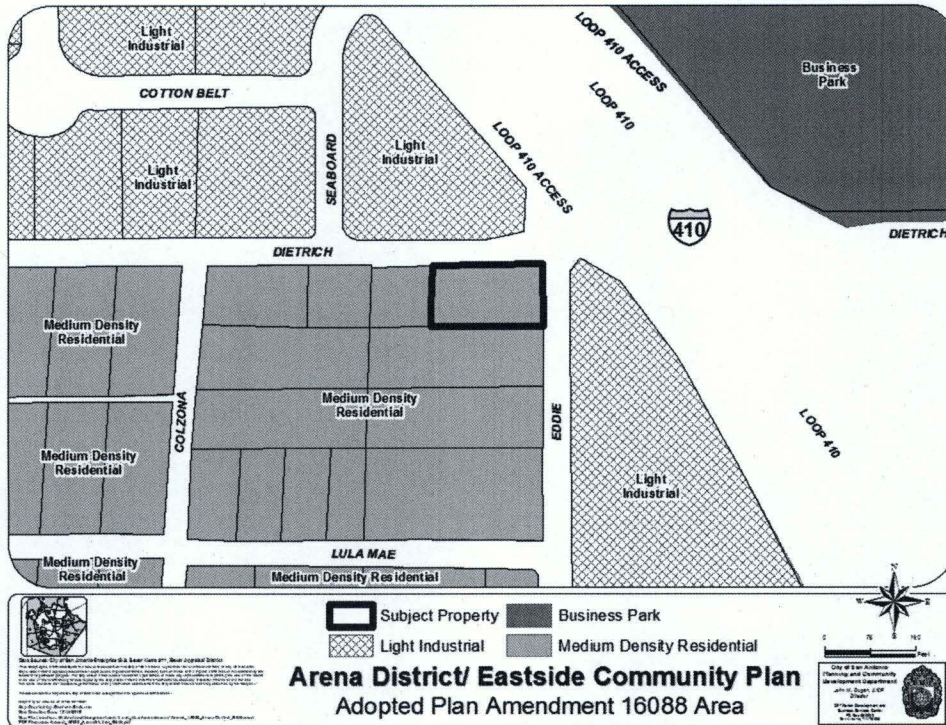 Light
Industrial
COTTON BELT
LOOP 410 ACCESS
LOOP 410
Business
Park
Light
Industrial
SEABOARD
Light
Industrial
LOOP 410 ACCESS
410
DIETRICH
DIETRICH
Medium Density
Residential
COLZONA
Medium Density
Residential
EDDIE
LOOP 410
Medium Density
Residential
Light
Industrial
LULA MAE
Medium Density
Residential
Medium Density Residential
Subject Property
Business Park
Light Industrial
Medium Density Residential
N
W
E
S
Feet
Arena District/ Eastside Community Plan
Adopted Plan Amendment 16088 Area
City of San Antonio
Planning and Community
Development Department